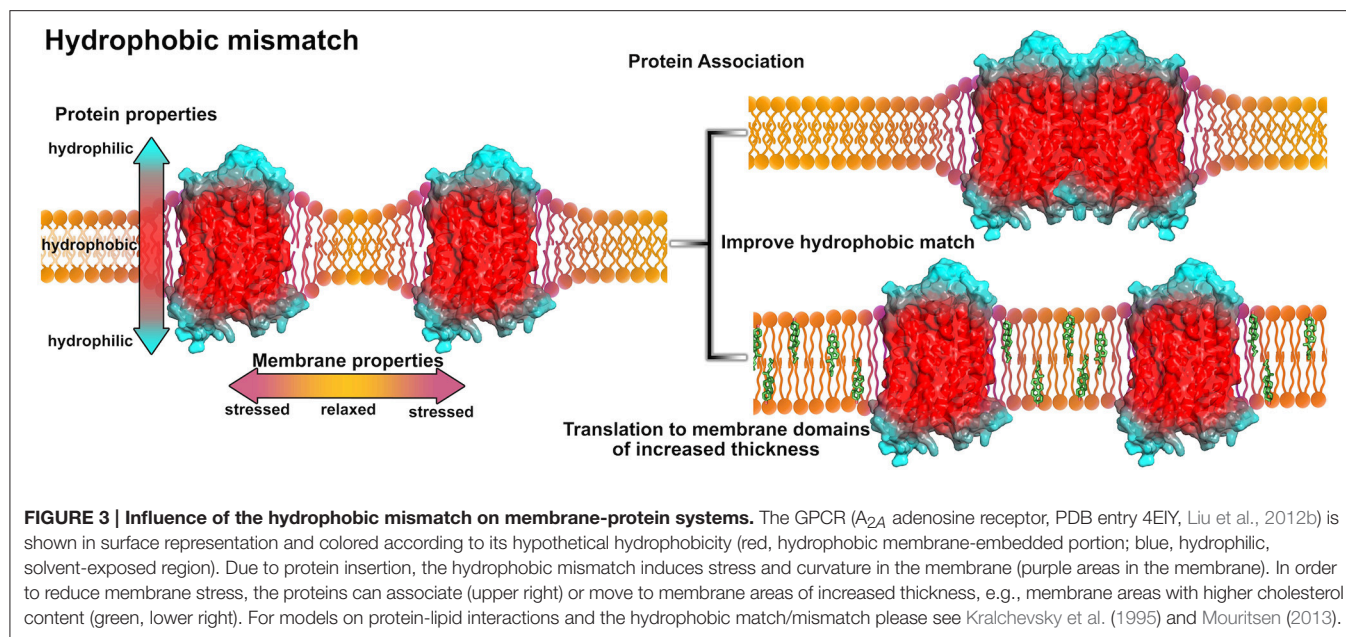 Hydrophobic mismatch
Protein Association
Protein properties
hydrophilic
hydrophobic
hydrophilic
Improve hydrophobic match
Membrane properties
stressed relaxed stressed
Translation to membrane domains
of increased thickness
FIGURE 3 | Influence of the hydrophobic mismatch on membrane-protein systems. The GPCR (A2A adenosine receptor, PDB entry 4EIY, Liu et al., 2012b) is
shown in surface representation and colored according to its hypothetical hydrophobicity (red, hydrophobic membrane-embedded portion; blue, hydrophilic,
solvent-exposed region). Due to protein insertion, the hydrophobic mismatch induces stress and curvature in the membrane (purple areas in the membrane). In order
to reduce membrane stress, the proteins can associate (upper right) or move to membrane areas of increased thickness, e.g., membrane areas with higher cholesterol
content (green, lower right). For models on protein-lipid interactions and the hydrophobic match/mismatch please see Kralchevsky et al. (1995) and Mouritsen (2013).